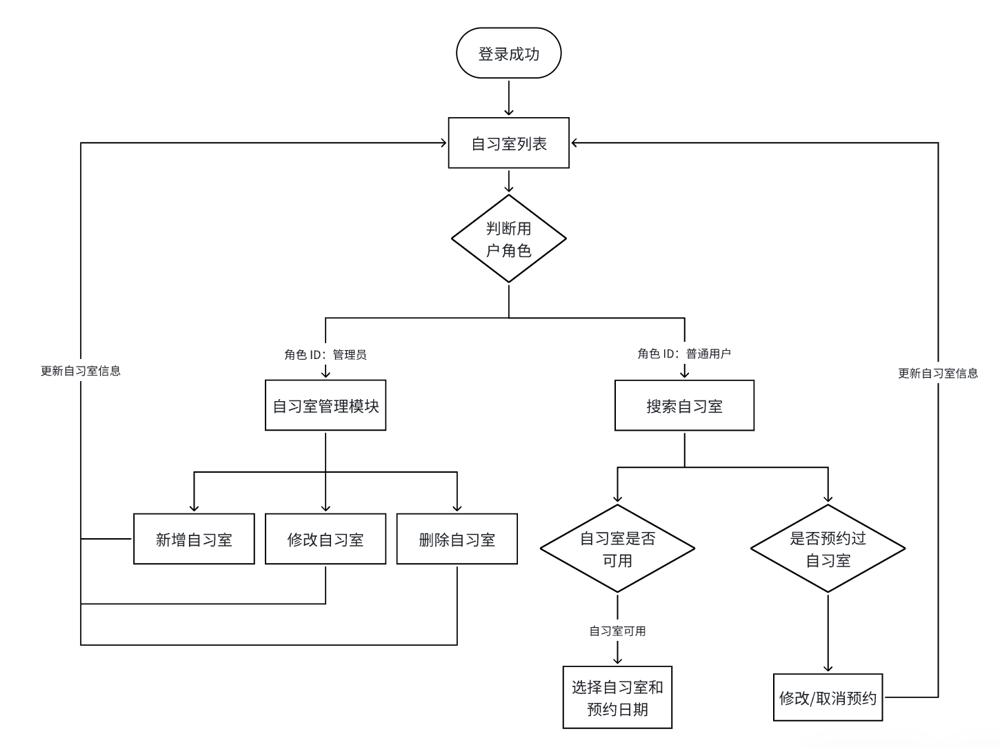 登录成功
自习室列表
判断用
户角色
角色 ID：管理员
角色 ID：普通用户
更新自习室信息
更新自习室信息
自习室管理模块
搜索自习室
新增自习室
修改自习室
删除自习室
自习室是否
可用
是否预约过
自习室
自习室可用
选择自习室和
预约日期
修改/取消预约